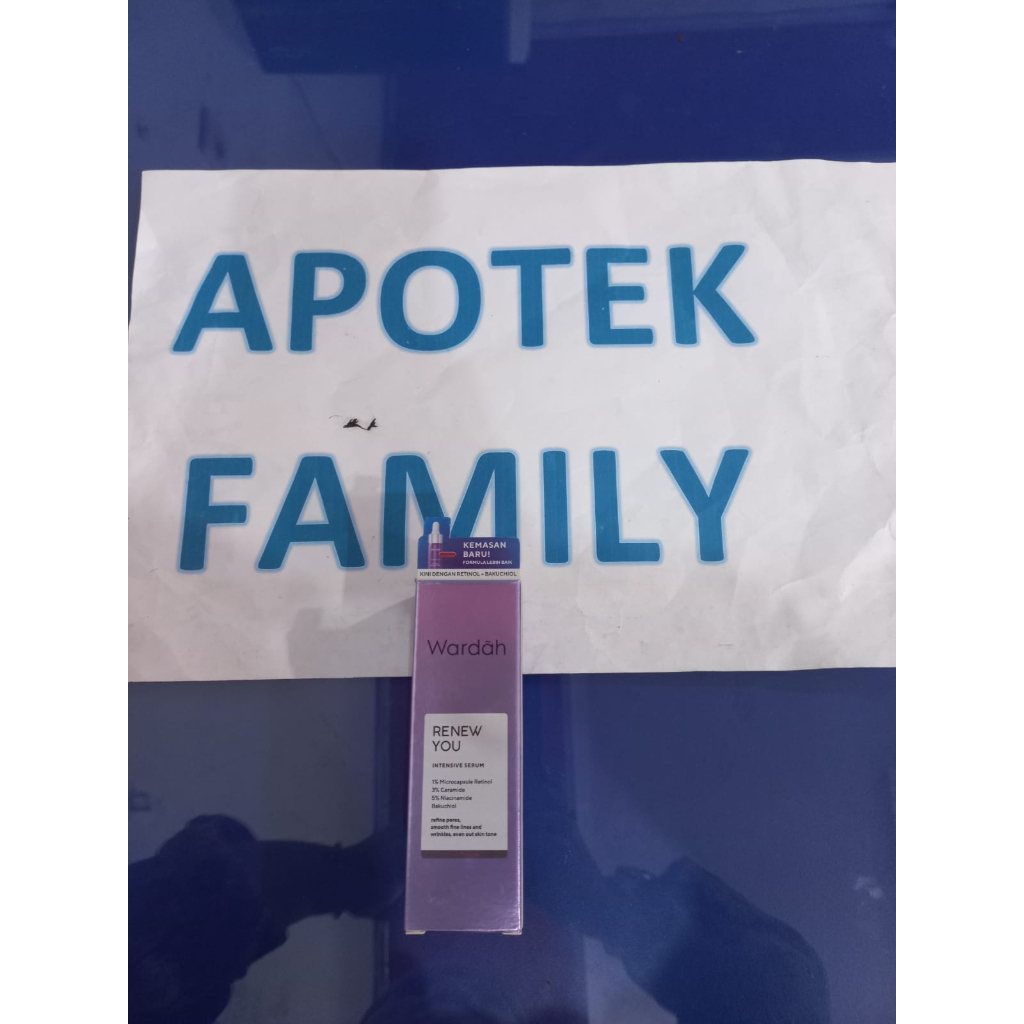 APOTEK
FAMILY
KEMASAN
BARU!
FORMULA LEBIH BAIK
KINI DENGAN RETINOL + BAKUCHIOL
Wardah
RENEW
YOU
INTENSIVE SERUM
1% Microcapsule Retinol
3% Ceramide
5% Niacinamide
Bakuchiol
refine pores,
smooth fine lines and
wrinkles, even out skin tone